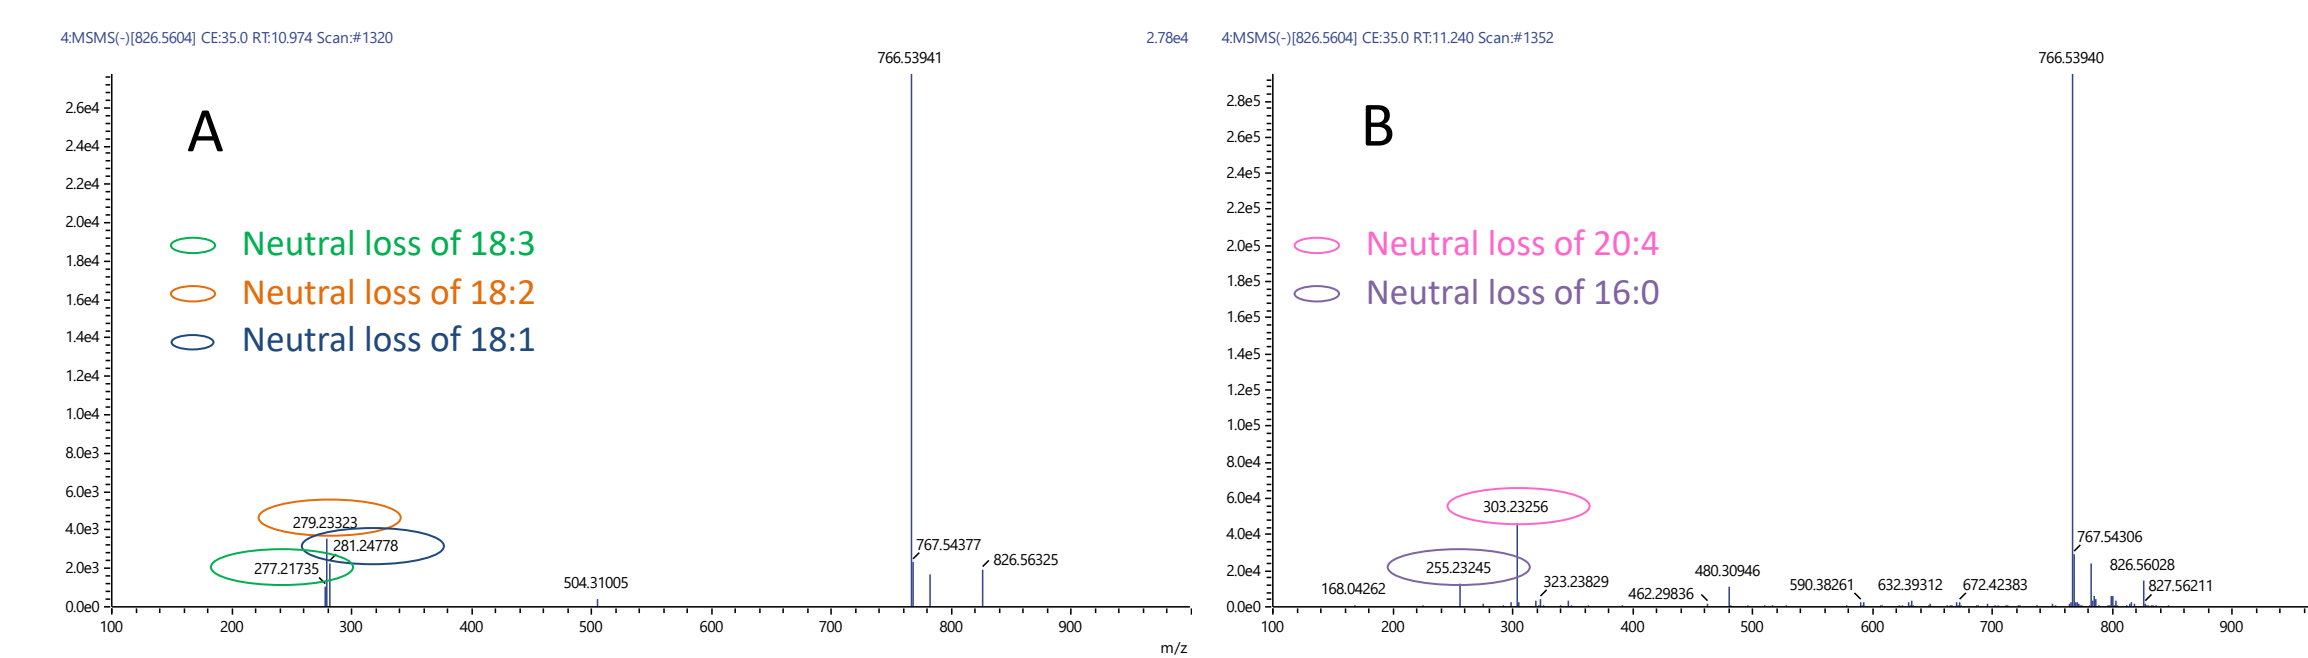 4:MSMS(-)[826.5604] CE:35.0 RT:10.974 Scan:#1320
2.78e4
766.53941
A
2.6e4
2.4e4
2.2e4
2.0e4
1.8e4
1.6e4
1.4e4
1.2e4
1.0e4
8.0e3
6.0e3
4.0e3
2.0e3
0.0e0
Neutral loss of 18:3
Neutral loss of 18:2
Neutral loss of 18:1
279.23323
281.24778
277.21735
504.31005
767.54377
826.56325
100 200 300 400 500 600 700 800 900
m/z
4:MSMS(-)[826.5604] CE:35.0 RT:11.240 Scan:#1352
766.53940
B
2.8e5
2.6e5
2.4e5
2.2e5
2.0e5
1.8e5
1.6e5
1.4e5
1.2e5
1.0e5
8.0e4
6.0e4
4.0e4
2.0e4
0.0e0
Neutral loss of 20:4
Neutral loss of 16:0
303.23256
255.23245
168.04262
323.23829
462.29836
480.30946
590.38261
632.39312
672.42383
767.54306
826.56028
827.56211
100 200 300 400 500 600 700 800 900